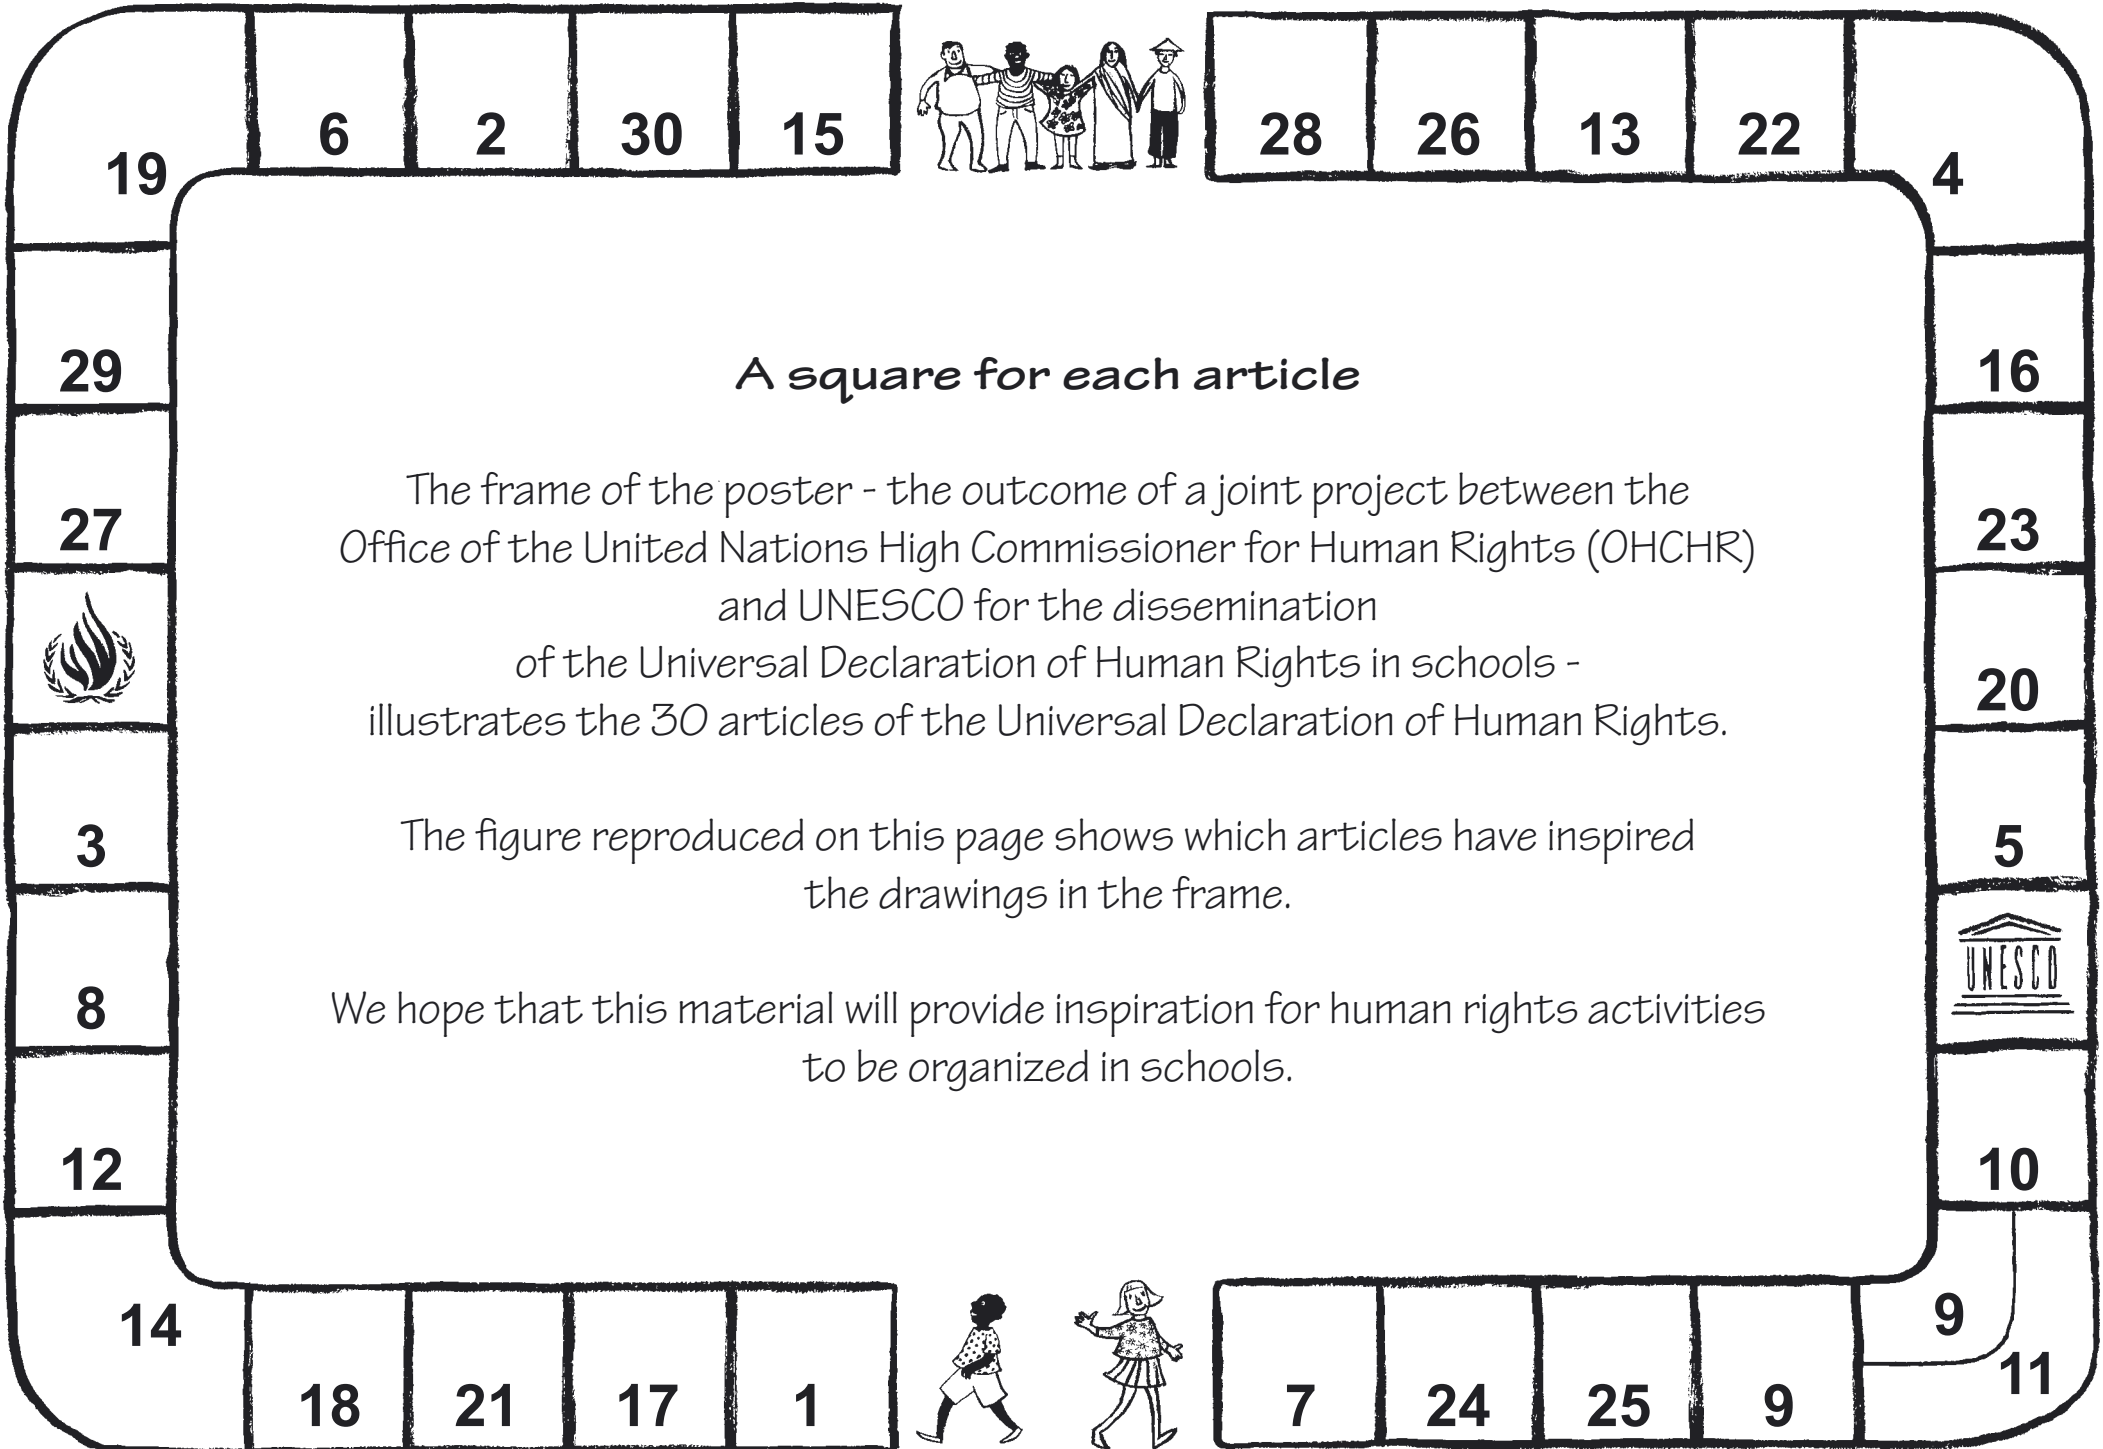 6 2 30 15 28 26 13 22
19 4
29 16
A square for each article
The frame of the poster - the outcome of a joint project between the
27 23
Office of the United Nations High Commissioner for Human Rights (OHCHR)
and UNESCO for the dissemination
of the Universal Declaration of Human Rights in schools -
20
illustrates the 30 articles of the Universal Declaration of Human Rights.
The figure reproduced on this page shows which articles have inspired
3 5
the drawings in the frame.
UNESCO
8
We hope that this material will provide inspiration for human rights activities
to be organized in schools.
12 10
14 9
11
18 21 17 1 7 24 25 9